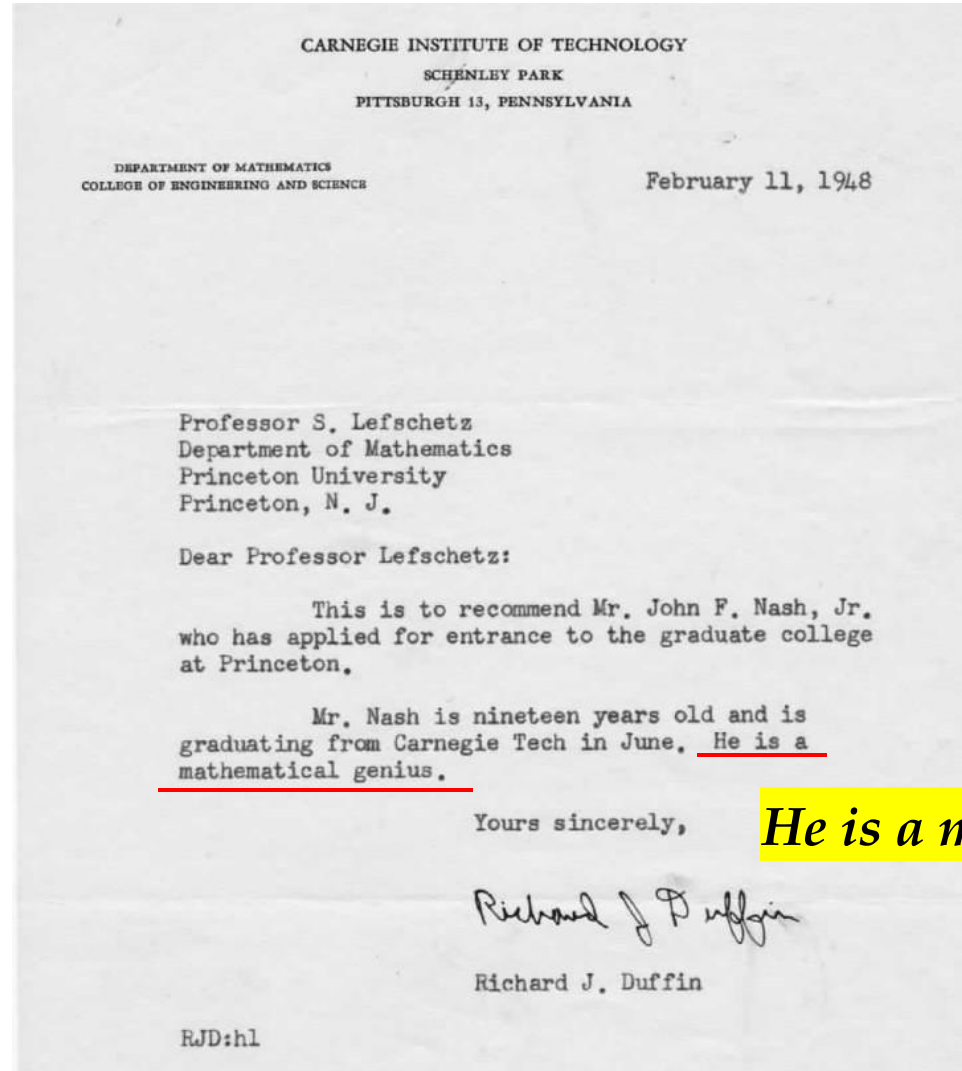 CARNEGIE INSTITUTE OF TECHNOLOGY
SCHENLEY PARK
PITTSBURGH 13, PENNSYLVANIA
DEPARTMENT OF MATHEMATICS
COLLEGE OF ENGINEERING AND SCIENCE
February 11, 1948
Professor S. Lefschetz
Department of Mathematics
Princeton University
Princeton, N. J.
Dear Professor Lefschetz:
This is to recommend Mr. John F. Nash, Jr.
who has applied for entrance to the graduate college
at Princeton.
Mr. Nash is nineteen years old and is
graduating from Carnegie Tech in June. He is a
mathematical genius.
Yours sincerely,
He is a m
Richard J Duffin
Richard J. Duffin
RJD:hl